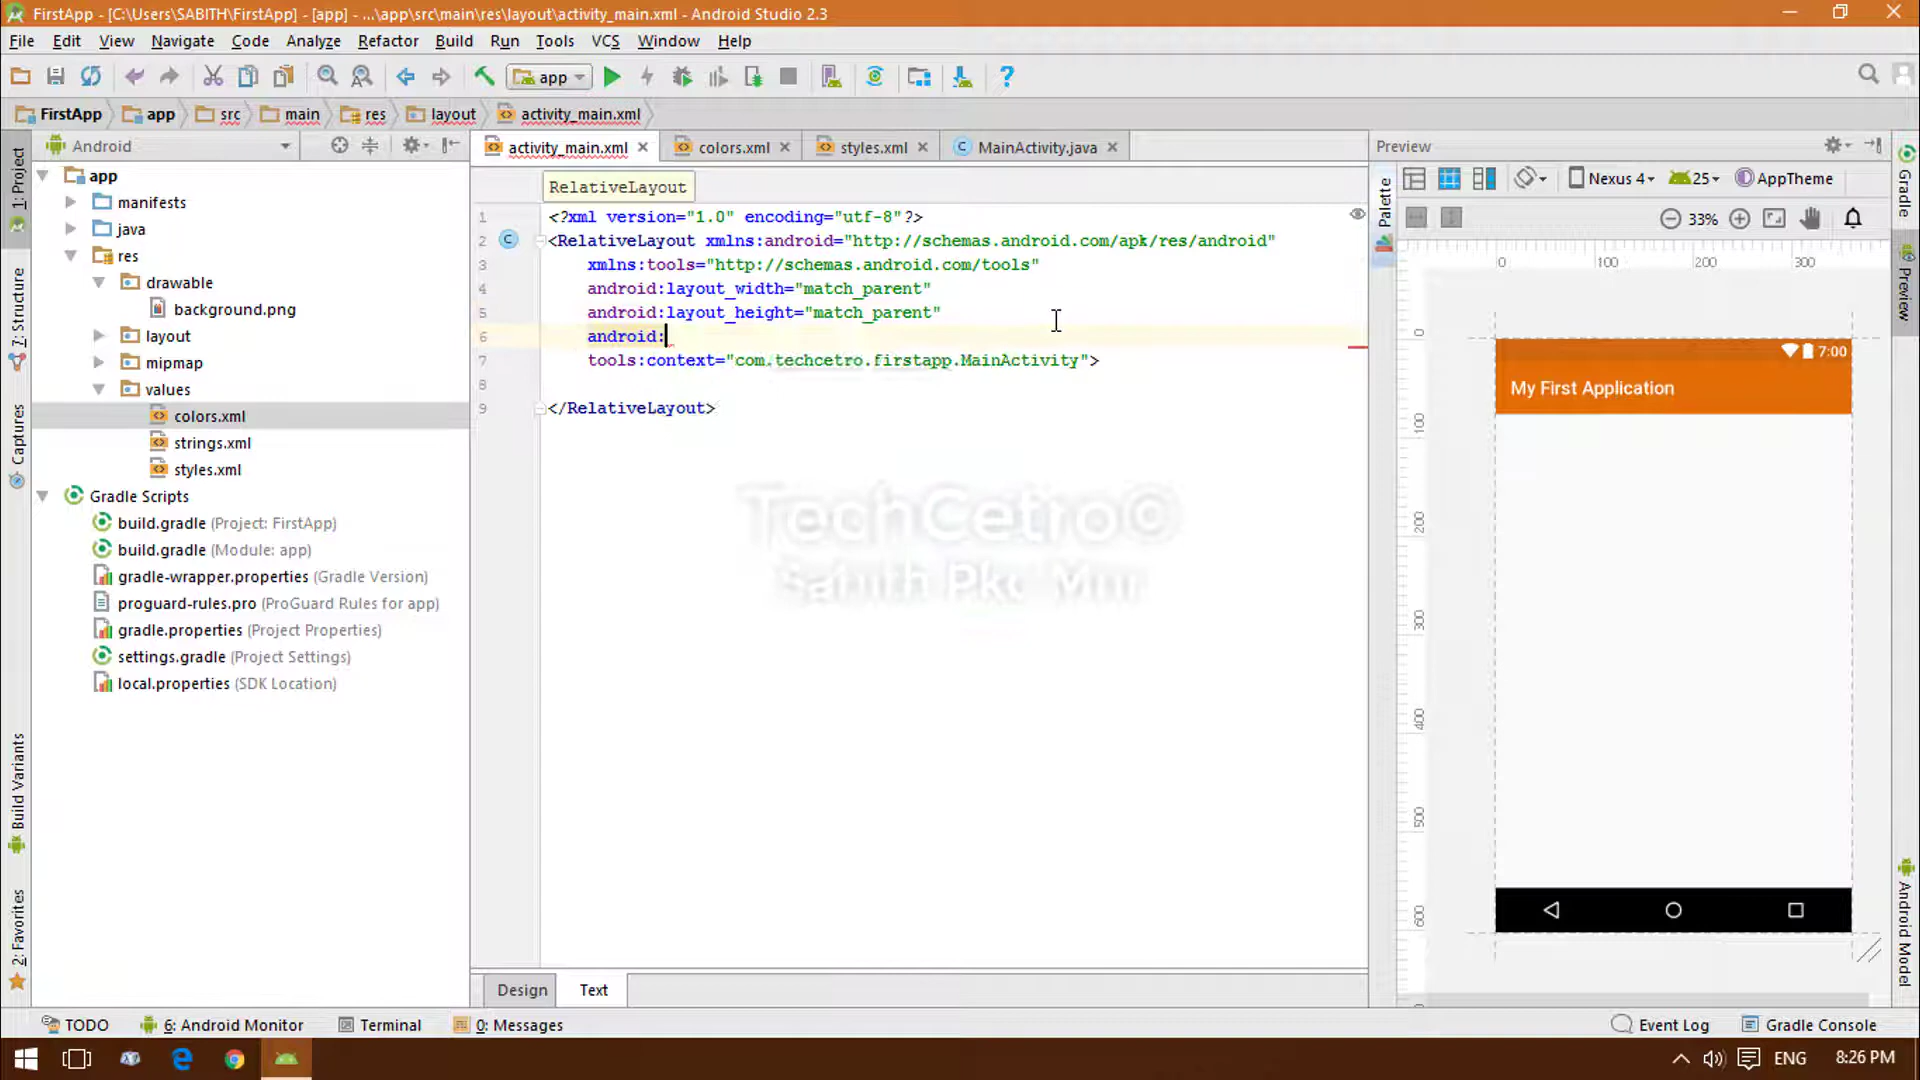 FirstApp - [C:\Users\SABITH\FirstApp] - [app] - ...\app\src\main\res\layout\activity_main.xml - Android Studio 2.3
File Edit View Navigate Code Analyze Refactor Build Run Tools VCS Window Help
app
FirstApp app src main res layout activity_main.xml
1: Project
7: Structure
Captures
Build Variants
2: Favorites
Android
app
manifests
java
res
drawable
background.png
layout
mipmap
values
colors.xml
strings.xml
styles.xml
Gradle Scripts
build.gradle (Project: FirstApp)
build.gradle (Module: app)
gradle-wrapper.properties (Gradle Version)
proguard-rules.pro (ProGuard Rules for app)
gradle.properties (Project Properties)
settings.gradle (Project Settings)
local.properties (SDK Location)
activity_main.xml colors.xml styles.xml MainActivity.java
RelativeLayout
1 <?xml version="1.0" encoding="utf-8"?>
2 <RelativeLayout xmlns:android="http://schemas.android.com/apk/res/android"
3 xmlns:tools="http://schemas.android.com/tools"
4 android:layout_width="match_parent"
5 android:layout_height="match_parent"
6 android:
7 tools:context="com.techcetro.firstapp.MainActivity">
8
9 </RelativeLayout>
TechCetro©
Design Text
Preview
Palette
Nexus 4 25 AppTheme
33%
0 100 200 300
0
100
200
300
400
500
600
7:00
My First Application
Gradle
Preview
Android Model
TODO 6: Android Monitor Terminal 0: Messages Event Log Gradle Console
ENG 8:26 PM